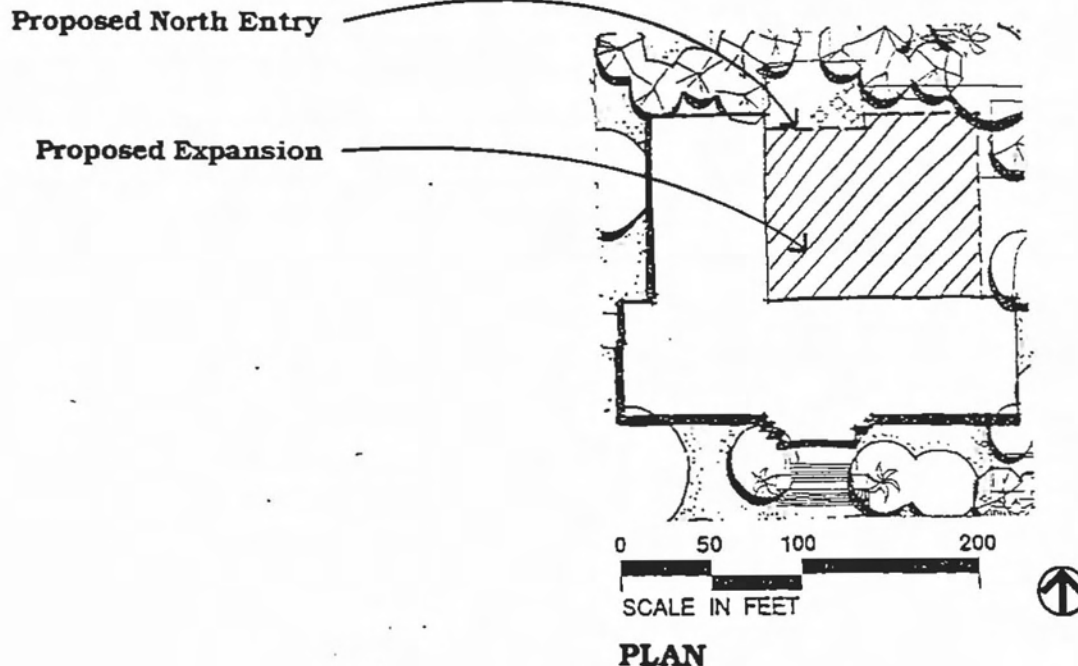 Proposed North Entry
Proposed Expansion
0 50 100 200
SCALE IN FEET
PLAN